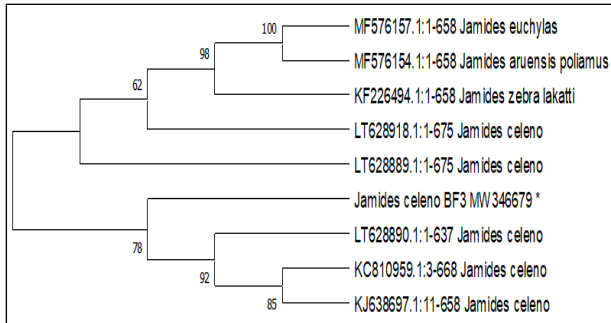 100
MF576157.1:1-658 Jamides euchylas
98
MF576154.1:1-658 Jamides aruensis poliamus
62
KF226494.1:1-658 Jamides zebra lakatti
LT628918.1:1-675 Jamides celeno
LT628889.1:1-675 Jamides celeno
Jamides celeno BF3 MW346679 *
78
LT628890.1:1-637 Jamides celeno
92
KC810959.1:3-668 Jamides celeno
85
KJ638697.1:11-658 Jamides celeno